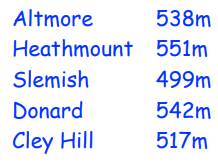 Altmore 538m
Heathmount 551m
Slemish 499m
Donard 542m
Cley Hill 517m